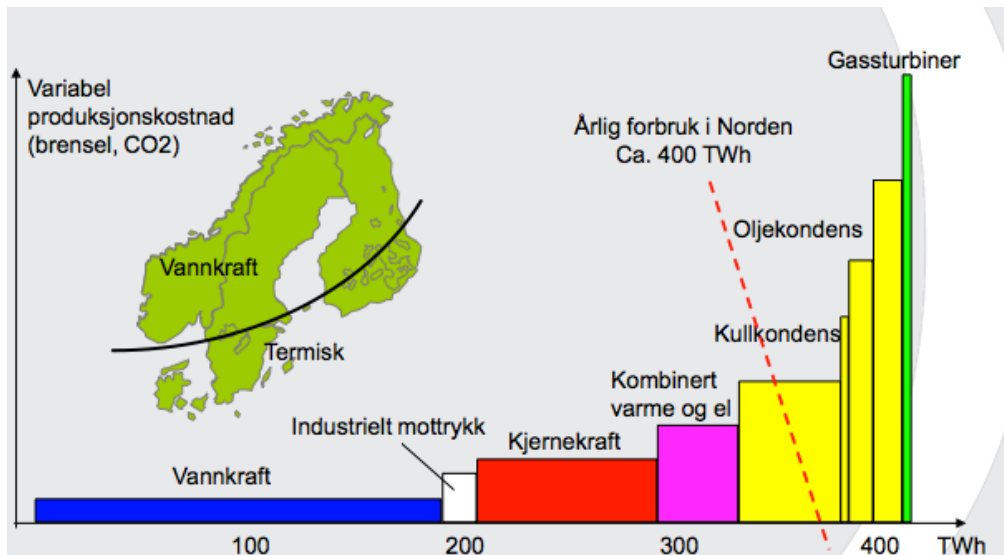 Gassturbiner
Variabel
produksjonskostnad
(brensel, CO2)
Årlig forbruk i Norden
Ca. 400 TWh
Oljekondens
Vannkraft
Kullkondens
Termisk
Kombinert
varme og el
Industrielt mottrykk
Kjernekraft
Vannkraft
100
200
300
400
TWh